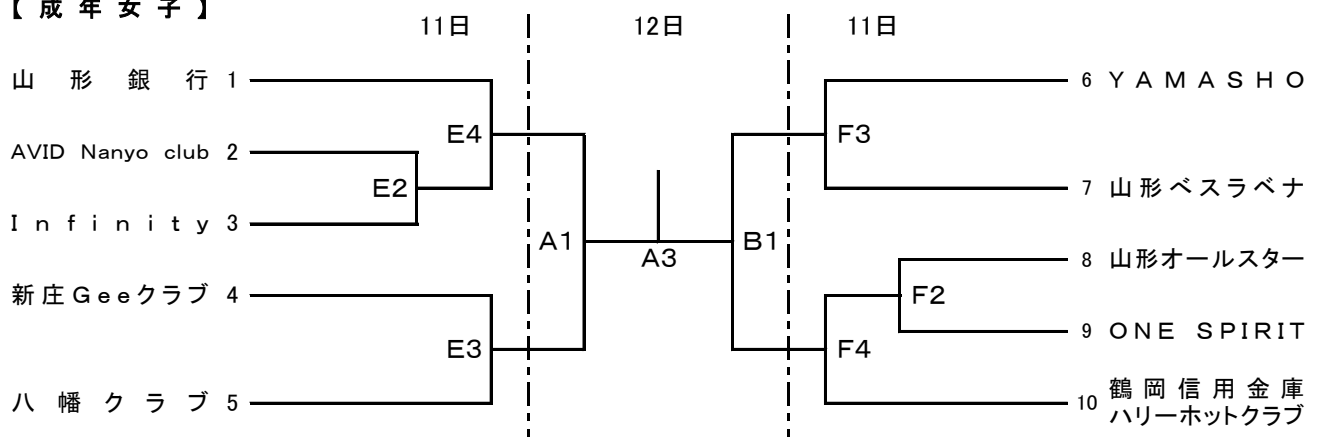 【 成 年 女 子 】
11日
12日
11日
山形銀行 1
AVID Nanyo club 2
Infinity 3
新庄Geeクラブ 4
八幡クラブ 5
E4
E2
E3
A1
A3
B1
F3
F2
F4
6 YAMASHO
7 山形ベスラベナ
8 山形オールスター
9 ONE SPIRIT
10 鶴岡信用金庫
ハリーホットクラブ